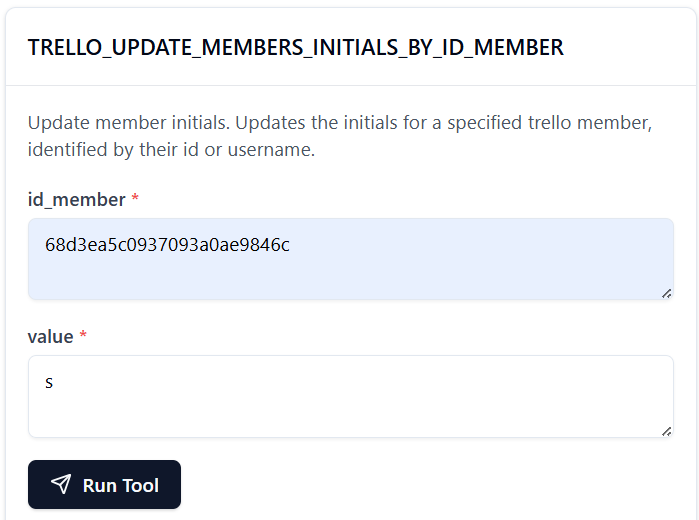 TRELLO_UPDATE_MEMBERS_INITIALS_BY_ID_MEMBER
Update member initials. Updates the initials for a specified trello member,
identified by their id or username.
id_member *
68d3ea5c0937093a0ae9846c
value *
s
Run Tool